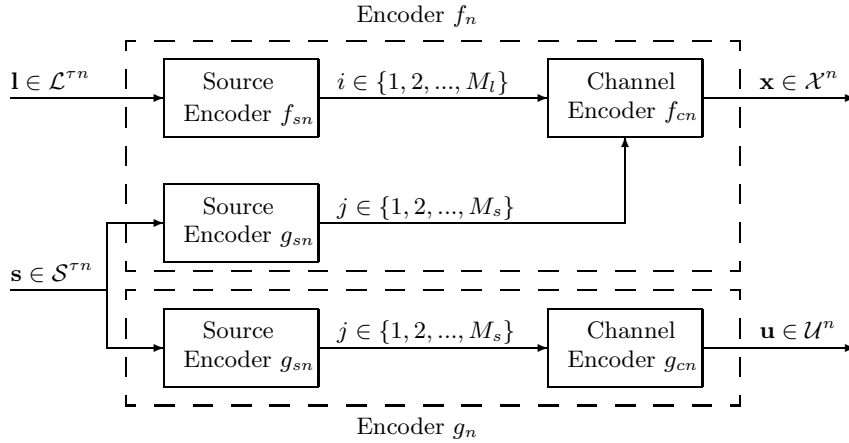 Encoder $f_n$
$\mathbf{l} \in \mathcal{L}^{\tau n}$
Source
Encoder $f_{sn}$
$i \in \{1, 2, ..., M_l\}$
Channel
Encoder $f_{cn}$
$\mathbf{x} \in \mathcal{X}^n$
Source
Encoder $g_{sn}$
$j \in \{1, 2, ..., M_s\}$
$\mathbf{s} \in \mathcal{S}^{\tau n}$
Source
Encoder $g_{sn}$
$j \in \{1, 2, ..., M_s\}$
Channel
Encoder $g_{cn}$
$\mathbf{u} \in \mathcal{U}^n$
Encoder $g_n$